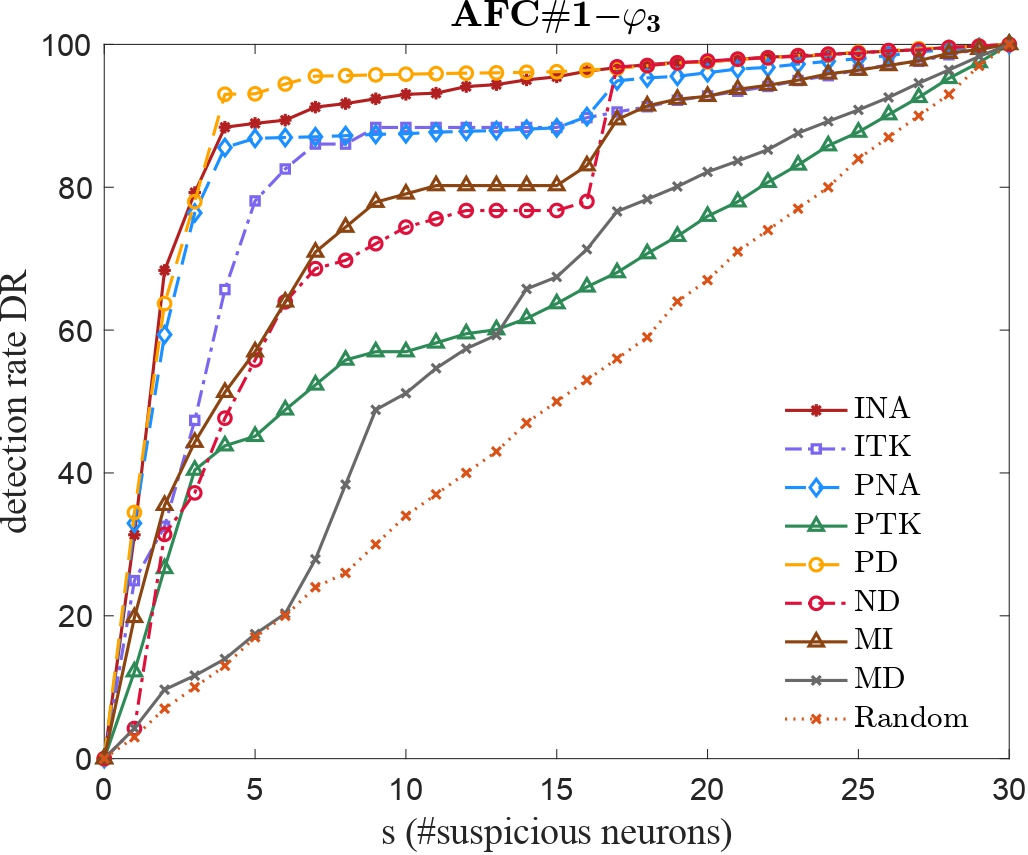 AFC#1−φ₃
detection rate DR
100
80
60
40
20
0
0 5 10 15 20 25 30
s (#suspicious neurons)
INA
ITK
PNA
PTK
PD
ND
MI
MD
Random